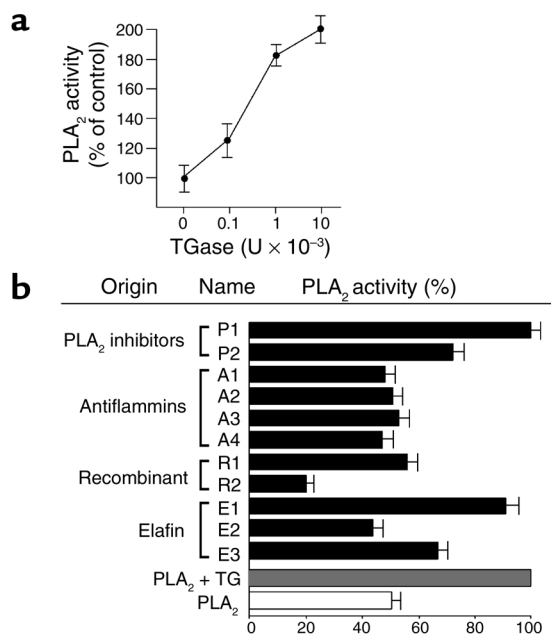 a
PLA₂ activity
(% of control)
200
180
160
140
120
100
0 0.1 1 10
TGase (U × 10⁻³)
b
Origin Name PLA₂ activity (%)
PLA₂ inhibitors
P1
P2
Antiflammins
A1
A2
A3
A4
Recombinant
R1
R2
Elafin
E1
E2
E3
PLA₂ + TG
PLA₂
0 20 40 60 80 100